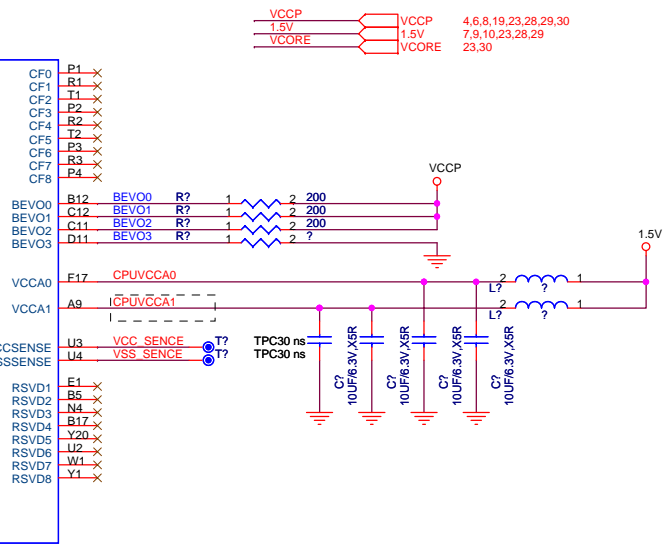 VCCP VCCP 4,6,8,19,23,28,29,30
1.5V 1.5V 7,9,10,23,28,29
VCORE VCORE 23,30
CF0 P1
CF1 R1
CF2 T1
CF3 P2
CF4 R2
CF5 T2
CF6 P3
CF7 R3
CF8 P4
VCCP
BEVO0 B12 BEVO0 R? 1 2 200
BEVO1 C12 BEVO1 R? 1 2 200
BEVO2 C11 BEVO2 R? 1 2 200
BEVO3 D11 BEVO3 R? 1 2 ?
1.5V
VCCA0 F17 CPUVCCA0 2 1
L? ?
VCCA1 A9 CPUVCCA1 2 1
L? ?
CCSENSE U3 VCC_SENCE T? TPC30 ns
SSSENSE U4 VSS_SENCE T? TPC30 ns
C? 10UF/6.3V,X5R
C? 10UF/6.3V,X5R
C? 10UF/6.3V,X5R
C? 10UF/6.3V,X5R
RSVD1 E1
RSVD2 B5
RSVD3 N4
RSVD4 B17
RSVD5 Y20
RSVD6 U2
RSVD7 W1
RSVD8 Y1